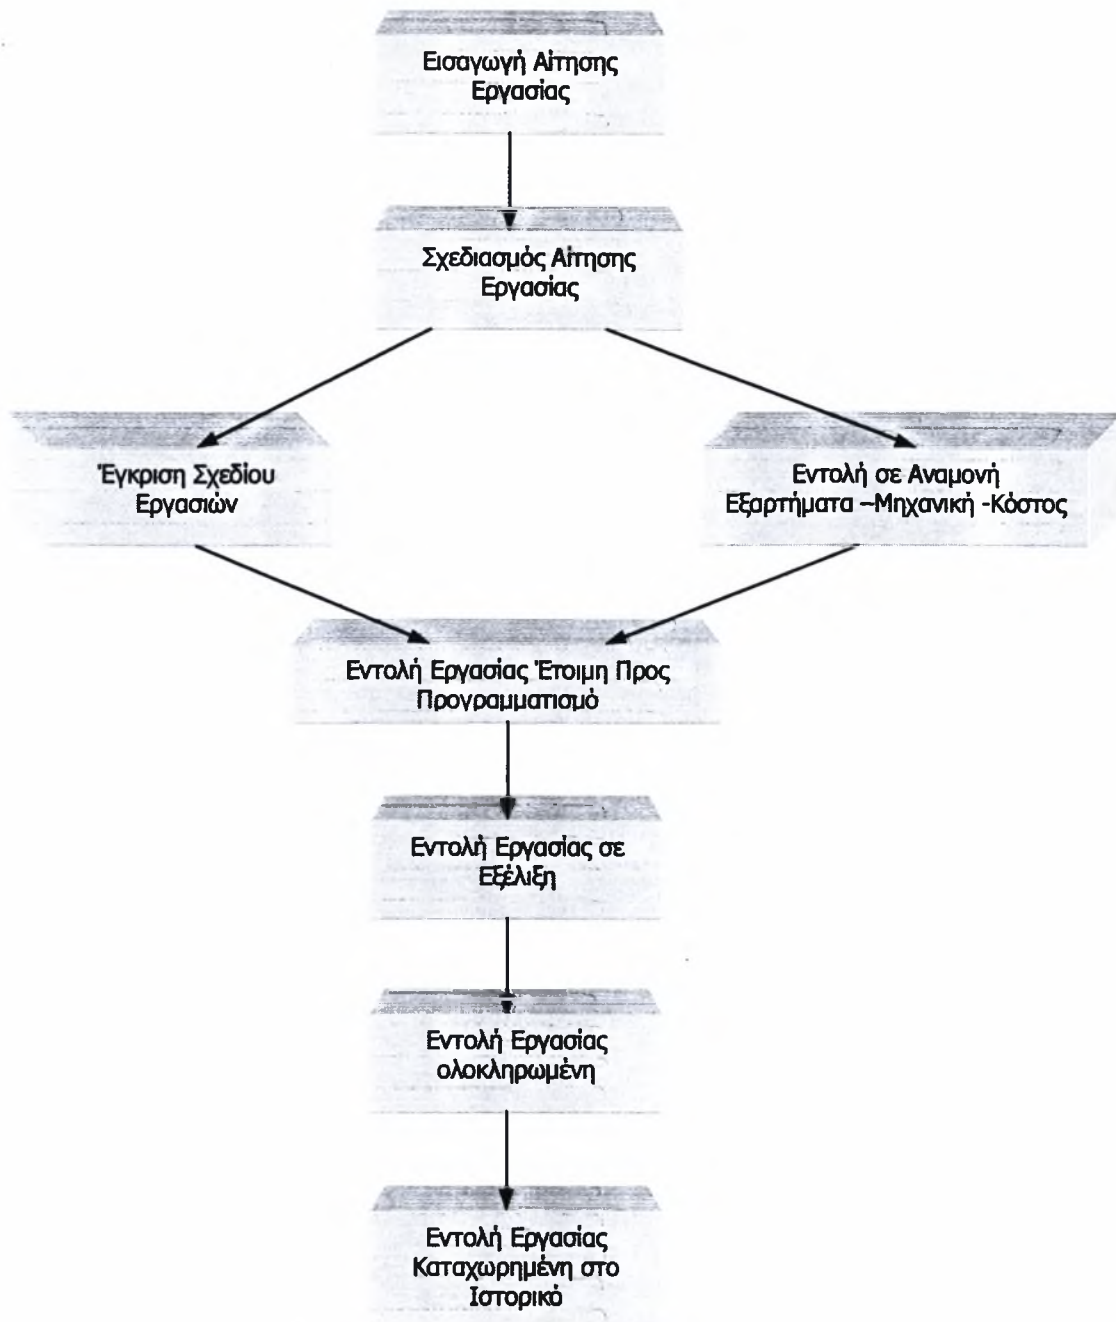 Εισαγωγή Αίτησης
Εργασίας
Σχεδιασμός Αίτησης
Εργασίας
Έγκριση Σχεδίου
Εργασιών
Εντολή σε Αναμονή
Εξαρτήματα –Μηχανική -Κόστος
Εντολή Εργασίας Έτοιμη Προς
Προγραμματισμό
Εντολή Εργασίας σε
Εξέλιξη
Εντολή Εργασίας
ολοκληρωμένη
Εντολή Εργασίας
Καταχωρημένη στο
Ιστορικό